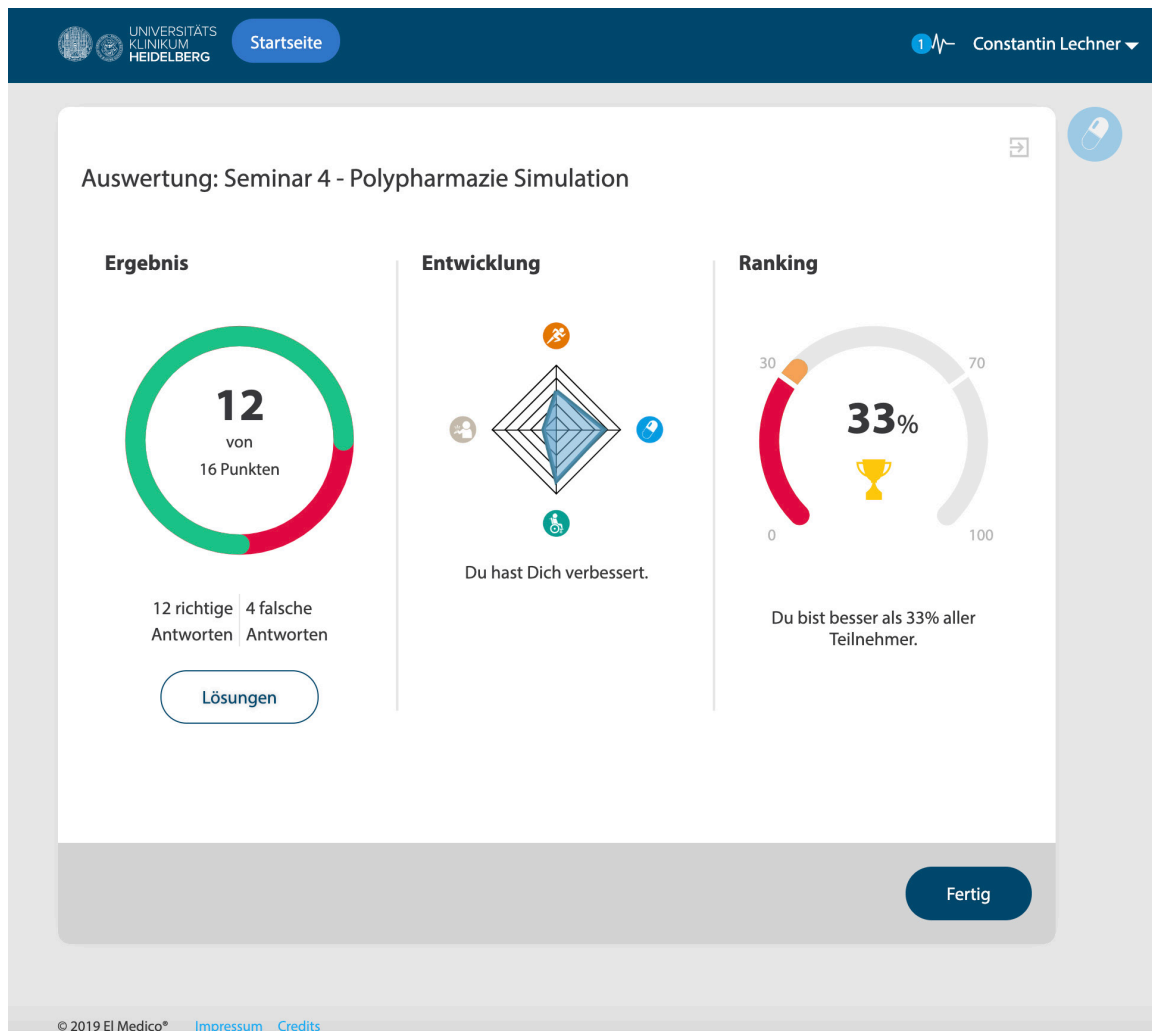 UNIVERSITÄTS
KLINIKUM
HEIDELBERG
Startseite
1
Constantin Lechner
Auswertung: Seminar 4 - Polypharmazie Simulation
Ergebnis
12
von
16 Punkten
12 richtige
Antworten
4 falsche
Antworten
Lösungen
Entwicklung
Du hast Dich verbessert.
Ranking
30
70
33%
0
100
Du bist besser als 33% aller
Teilnehmer.
Fertig
© 2019 El Medico® Impressum Credits